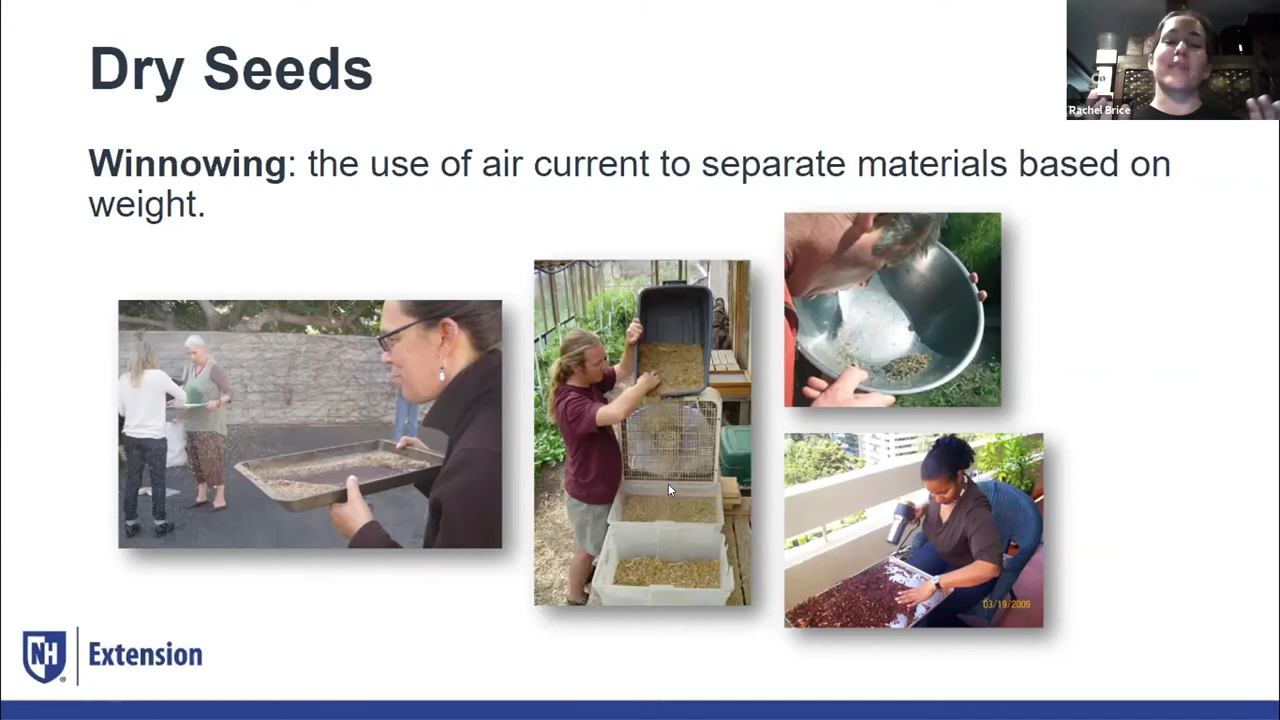 Dry Seeds
Rachel Brice
Winnowing: the use of air current to separate materials based on
weight.
03/19/2009
NH
Extension